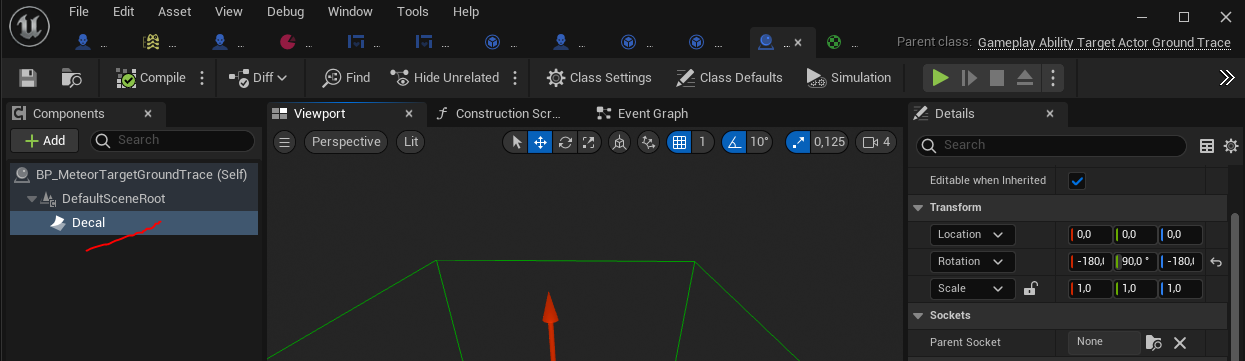 File Edit Asset View Debug Window Tools Help
... ... ... ... ... ... ... ... ... ... ... ...
Parent class: Gameplay Ability Target Actor Ground Trace
Compile Diff Find Hide Unrelated Class Settings Class Defaults Simulation
Components Viewport Construction Scr... Event Graph Details
Add Search Perspective Lit 1 10° 0,125 4 Search
BP_MeteorTargetGroundTrace (Self)
DefaultSceneRoot
Decal
Editable when Inherited
Transform
Location 0,0 0,0 0,0
Rotation -180,( 90,0 ° -180,(
Scale 1,0 1,0 1,0
Sockets
Parent Socket None